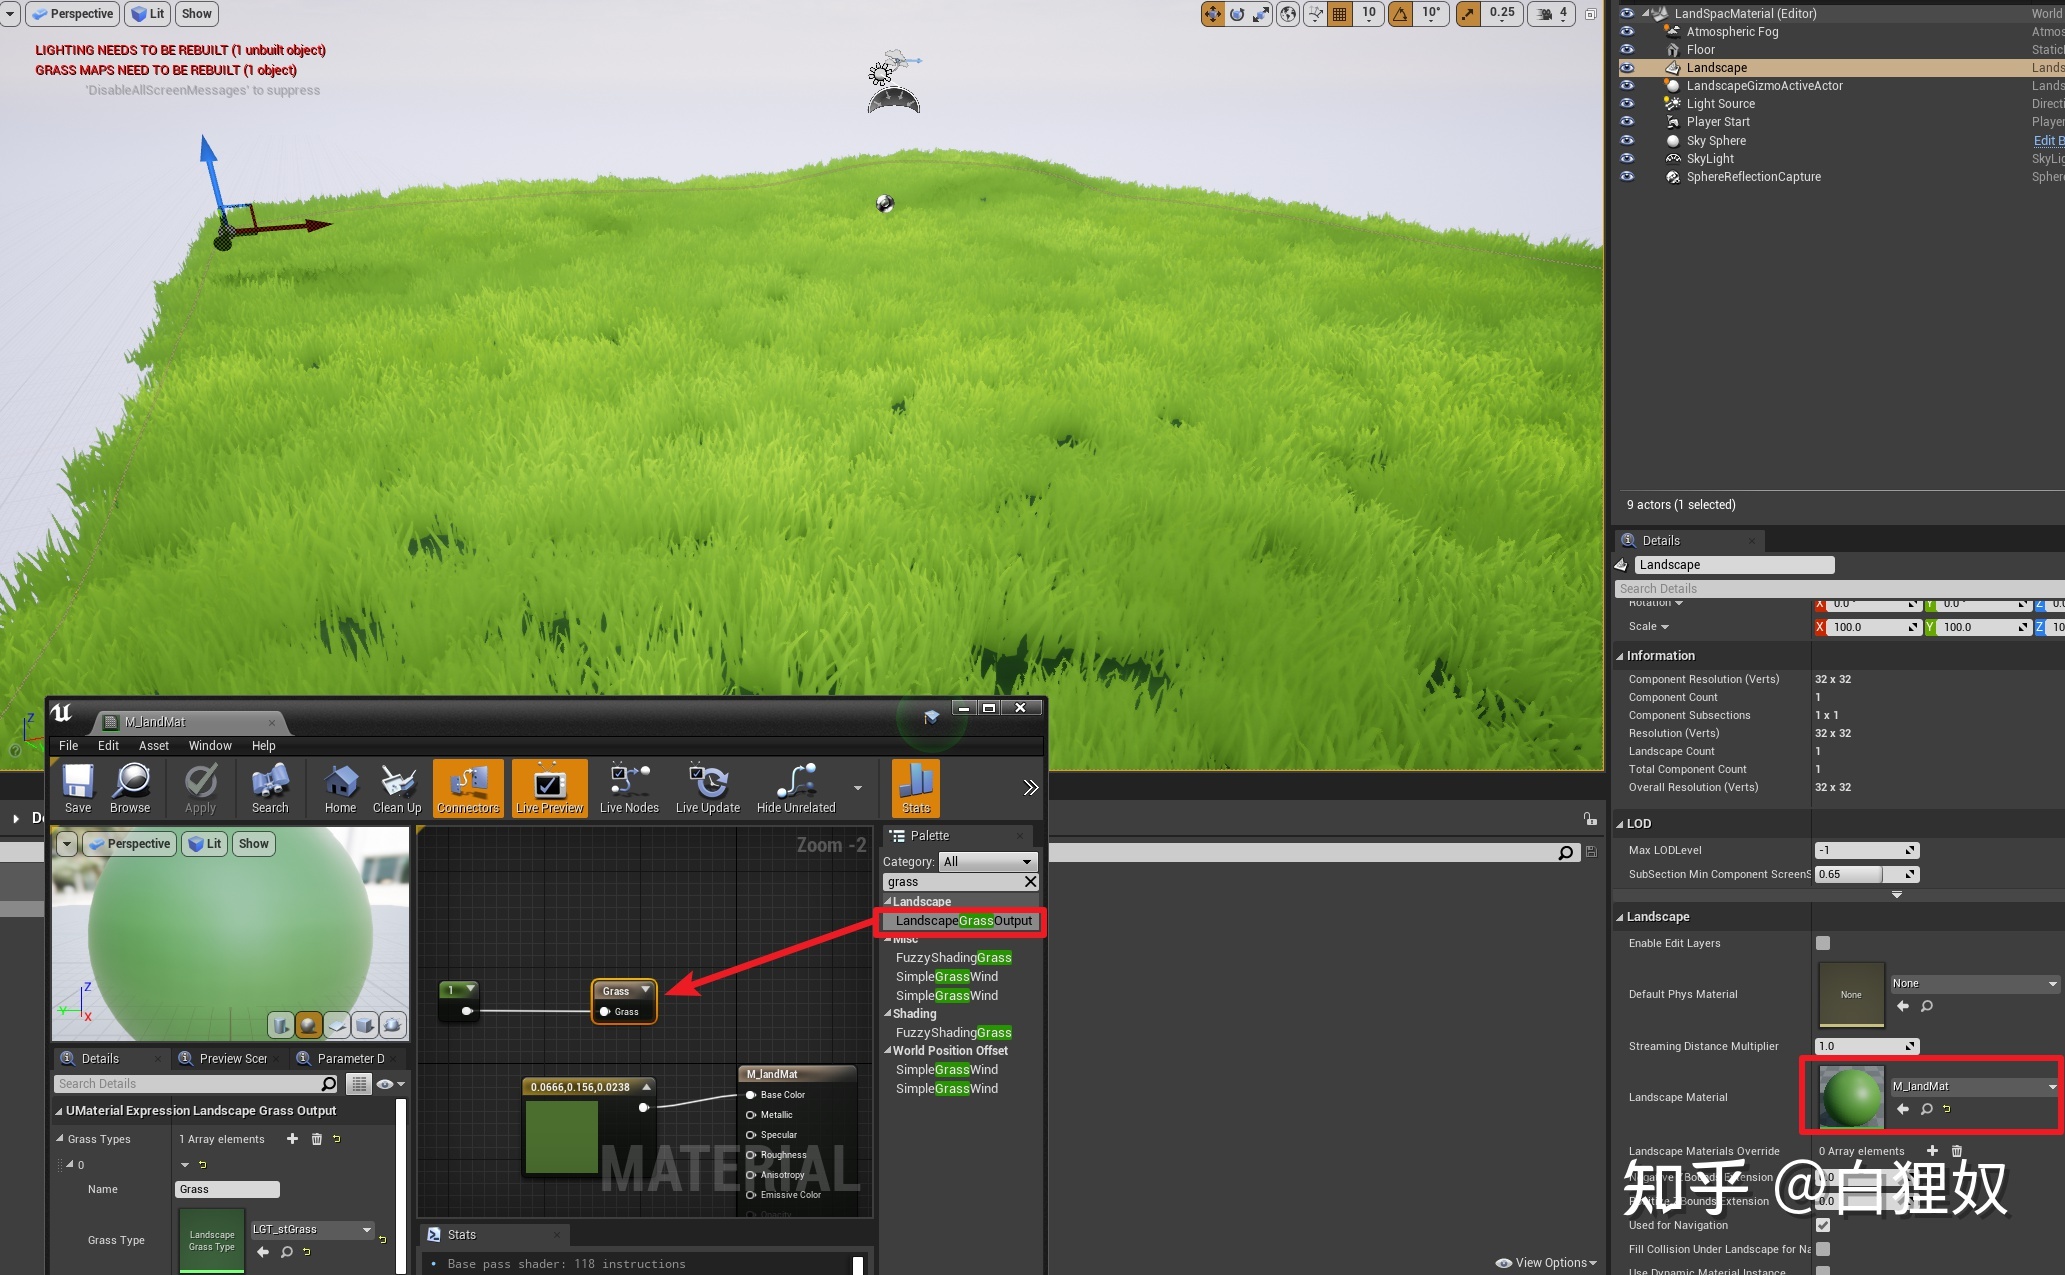 Perspective Lit Show
10 10° 0.25 4
LIGHTING NEEDS TO BE REBUILT (1 unbuilt object)
GRASS MAPS NEED TO BE REBUILT (1 object)
'DisableAllScreenMessages' to suppress
LandSpacMaterial (Editor) World
Atmospheric Fog Atmos
Floor Static
Landscape Lands
LandscapeGizmoActiveActor Lands
Light Source Directi
Player Start Player
Sky Sphere Edit B
SkyLight SkyLig
SphereReflectionCapture Sphere
9 actors (1 selected)
Details
Landscape
Search Details
Rotation X 0.0° Y 0.0° Z 0.0
Scale X 100.0 Y 100.0 Z 10
Information
Component Resolution (Verts) 32 x 32
Component Count 1
Component Subsections 1 x 1
Resolution (Verts) 32 x 32
Landscape Count 1
Total Component Count 1
Overall Resolution (Verts) 32 x 32
LOD
Max LODLevel -1
SubSection Min Component ScreenS 0.65
Landscape
Enable Edit Layers
Default Phys Material None None
Streaming Distance Multiplier 1.0
Landscape Material M_landMat
Landscape Materials Override 0 Array elements
Negative ZBounds Extension 0.0
Positive ZBounds Extension 0.0
Used for Navigation
Fill Collision Under Landscape for Na
Use Dynamic Material Instance
知乎 @白狸奴
View Options
M_landMat
File Edit Asset Window Help
Save Browse Apply Search Home Clean Up Connectors Live Preview Live Nodes Live Update Hide Unrelated Stats
De
Perspective Lit Show
Z
Y
X
Zoom -2
1
Grass
Grass
0.0666,0.156,0.0238
M_landMat
Base Color
Metallic
Specular
Roughness
Anisotropy
Emissive Color
Opacity
MATERIAL
Palette
Category: All
grass
Landscape
LandscapeGrassOutput
Misc
FuzzyShadingGrass
SimpleGrassWind
SimpleGrassWind
Shading
FuzzyShadingGrass
World Position Offset
SimpleGrassWind
SimpleGrassWind
Details Preview Scer Parameter D
Search Details
UMaterial Expression Landscape Grass Output
Grass Types 1 Array elements
0
Name Grass
Grass Type Landscape Grass Type LGT_stGrass
Stats
Base pass shader: 118 instructions